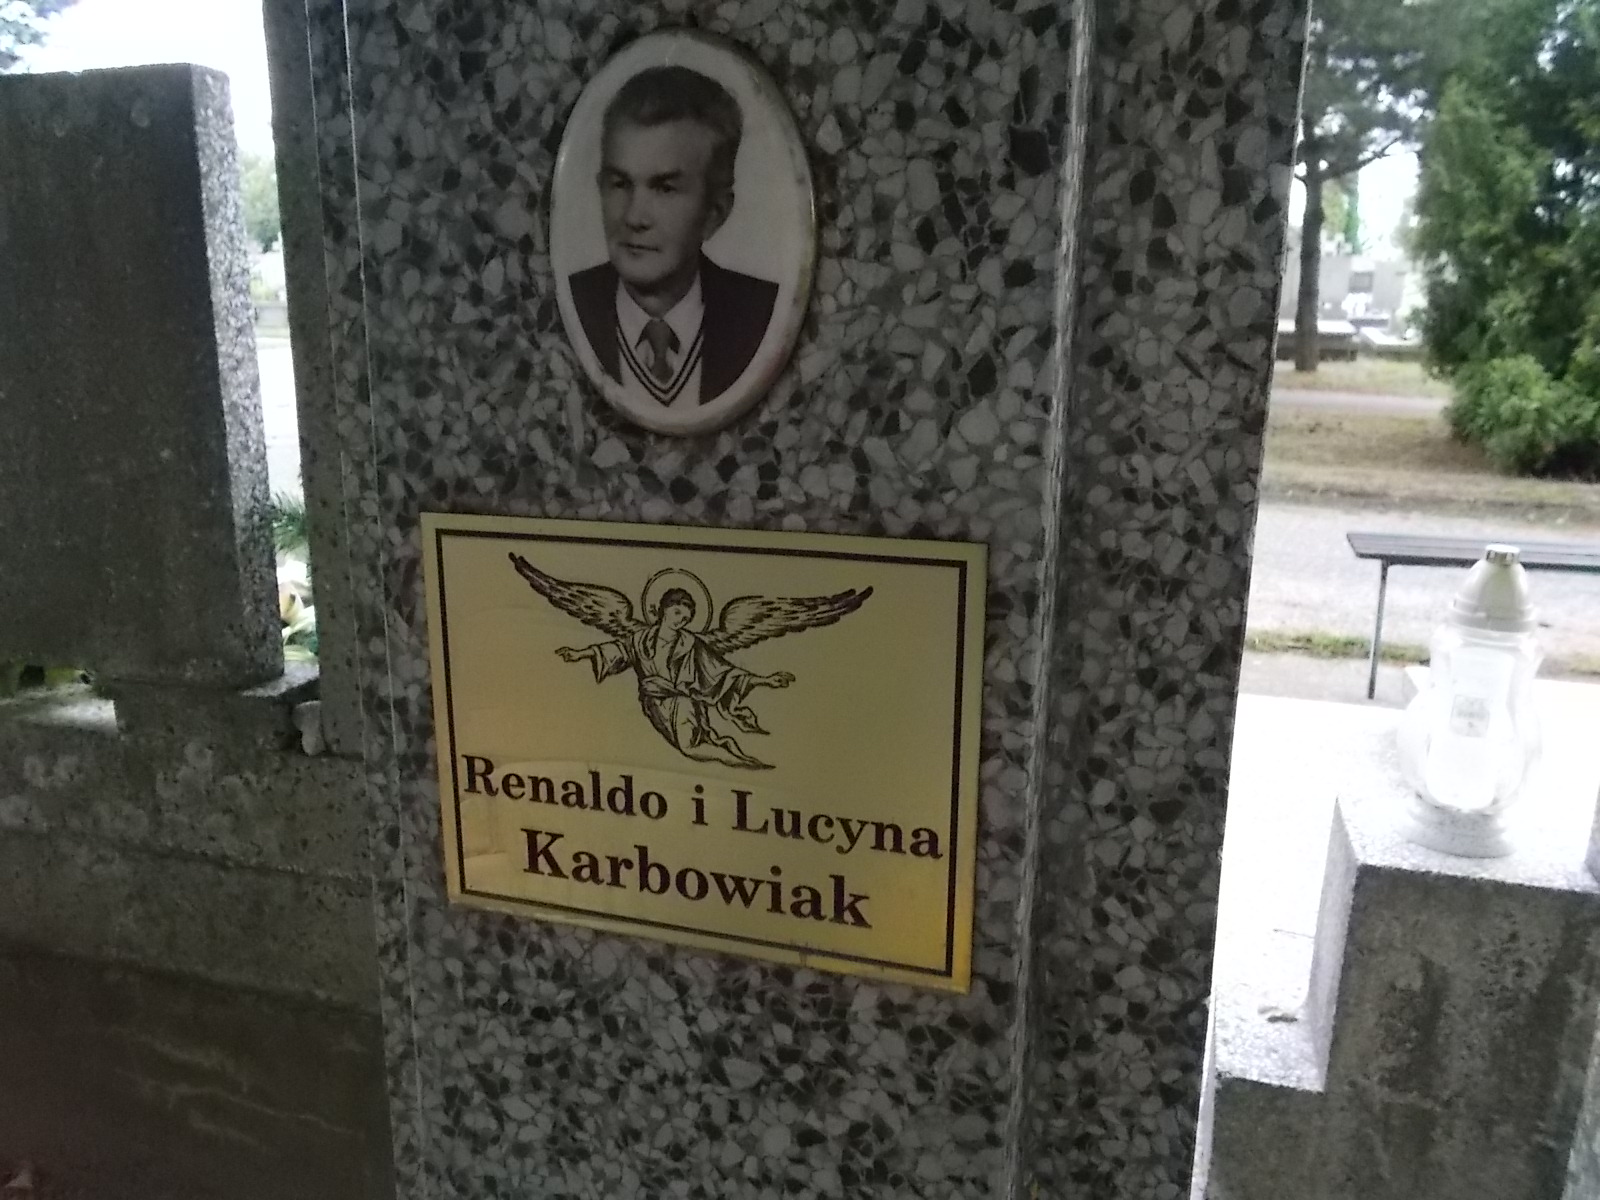 Renaldo i Lucyna
Karbowiak